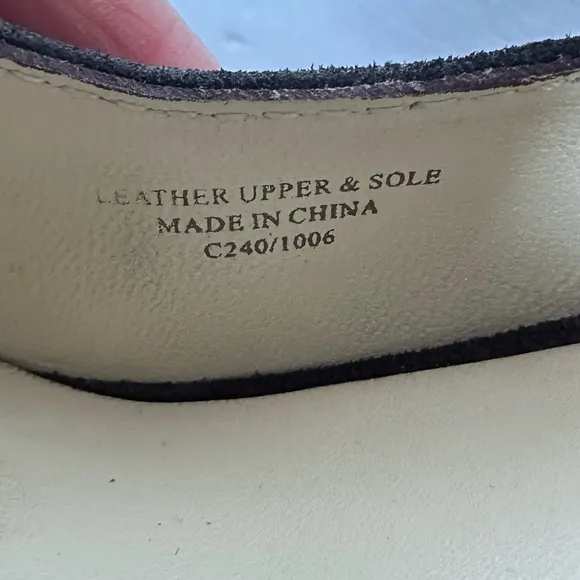 LEATHER UPPER & SOLE
MADE IN CHINA
C240/1006